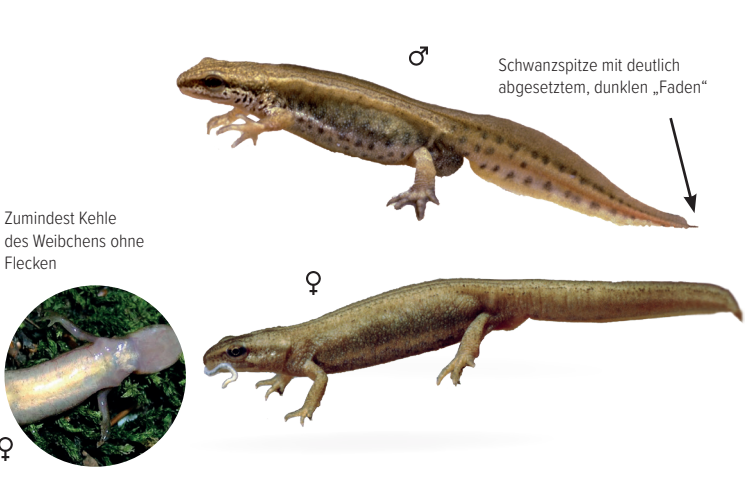 ♂
Schwanzspitze mit deutlich
abgesetztem, dunklen „Faden“
Zumindest Kehle
des Weibchens ohne
Flecken
♀
♀